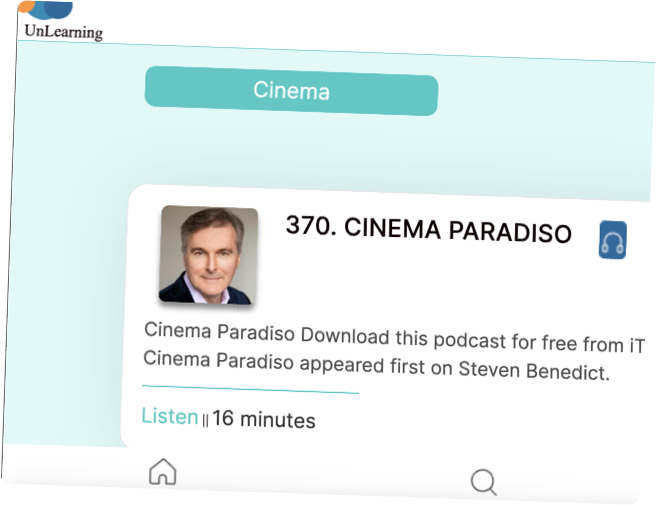 UnLearning
Cinema
370. CINEMA PARADISO
Cinema Paradiso Download this podcast for free from iT
Cinema Paradiso appeared first on Steven Benedict.
Listen || 16 minutes